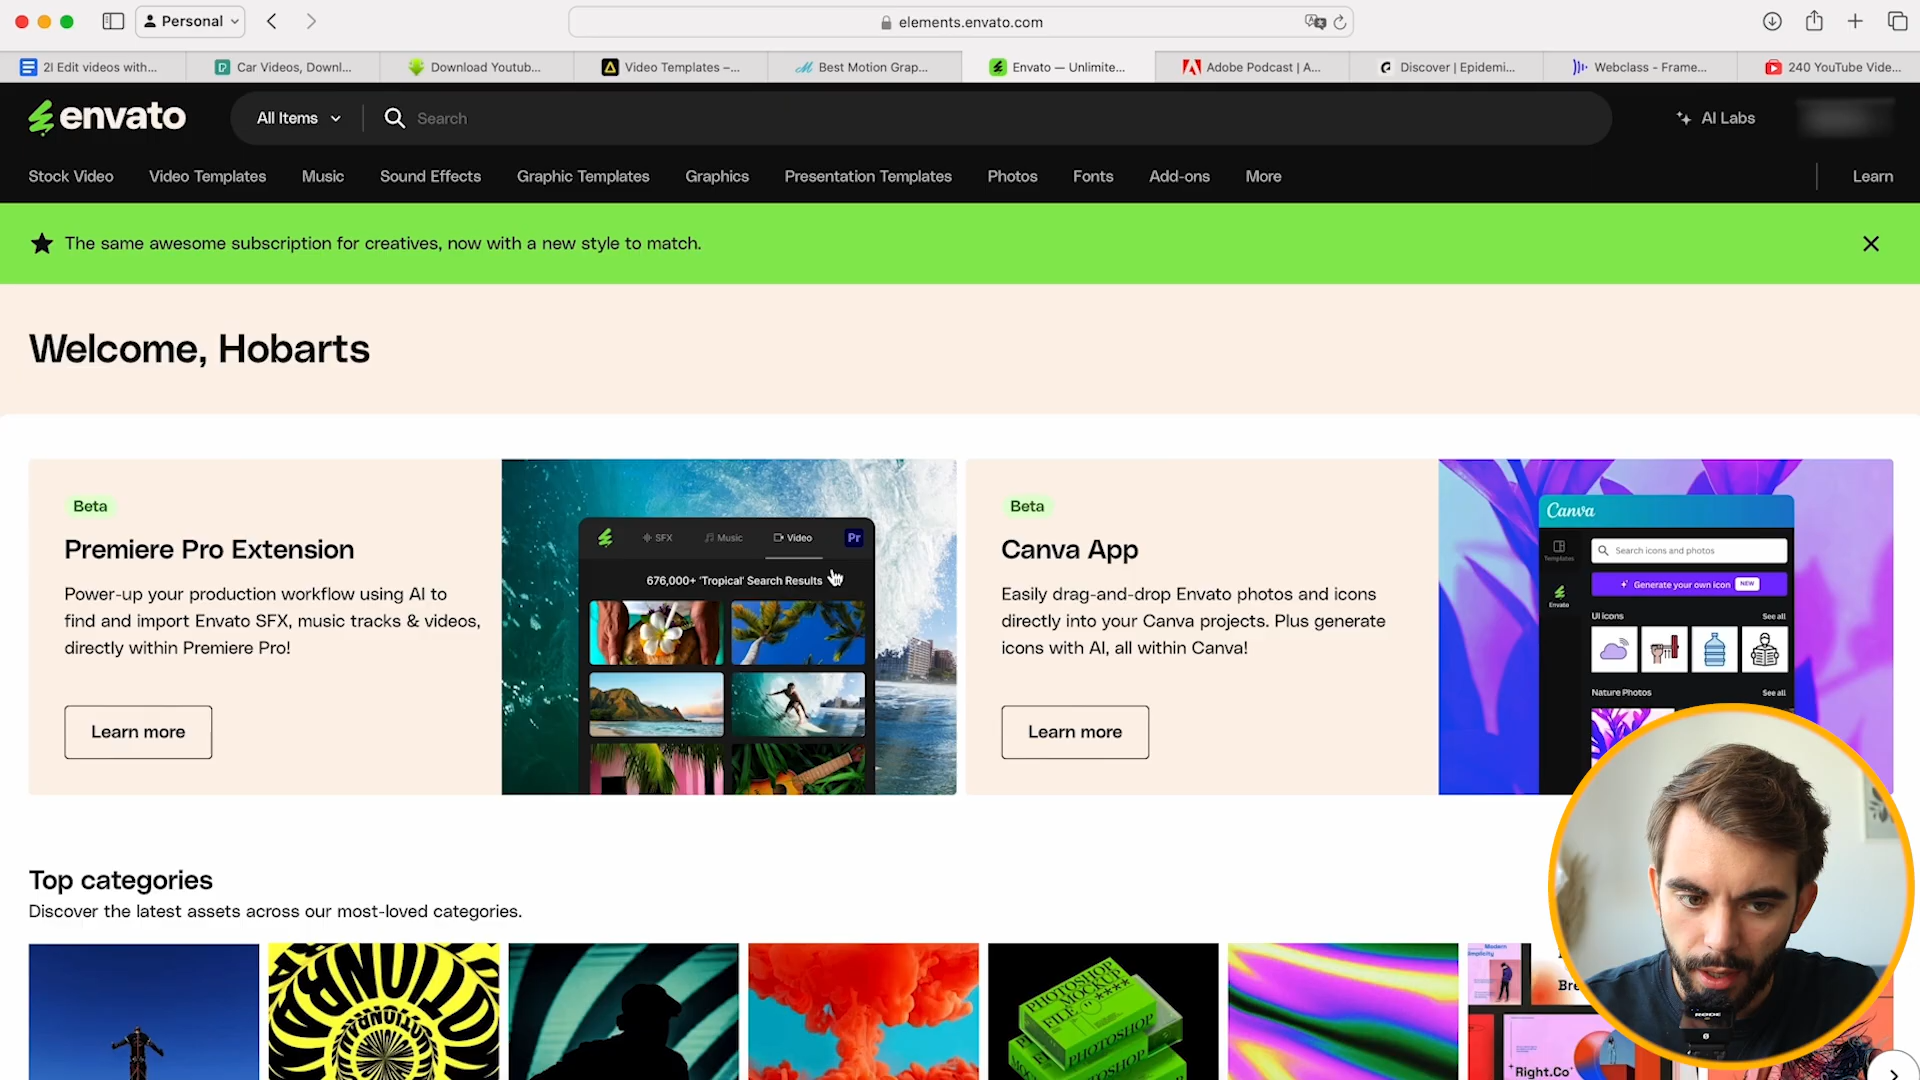 Personal
elements.envato.com
2I Edit videos with...
Car Videos, Downl...
Download Youtub...
Video Templates –...
Best Motion Grap...
Envato — Unlimite...
Adobe Podcast | A...
Discover | Epidemi...
Webclass - Frame...
240 YouTube Vide...
envato
All Items
Search
AI Labs
Stock Video
Video Templates
Music
Sound Effects
Graphic Templates
Graphics
Presentation Templates
Photos
Fonts
Add-ons
More
Learn
The same awesome subscription for creatives, now with a new style to match.
Welcome, Hobarts
Beta
Premiere Pro Extension
Power-up your production workflow using AI to
find and import Envato SFX, music tracks & videos,
directly within Premiere Pro!
Learn more
SFX
Music
Video
Pr
676,000+ 'Tropical' Search Results
Beta
Canva App
Easily drag-and-drop Envato photos and icons
directly into your Canva projects. Plus generate
icons with AI, all within Canva!
Learn more
Canva
Templates
Envato
Search icons and photos
Generate your own icon
NEW
UI icons
See all
Nature Photos
See all
Top categories
Discover the latest assets across our most-loved categories.
PHOTOSHOP
FILE
PHOTOSHOP
PHOTOSHOP
Modern
Right.Co
RODE